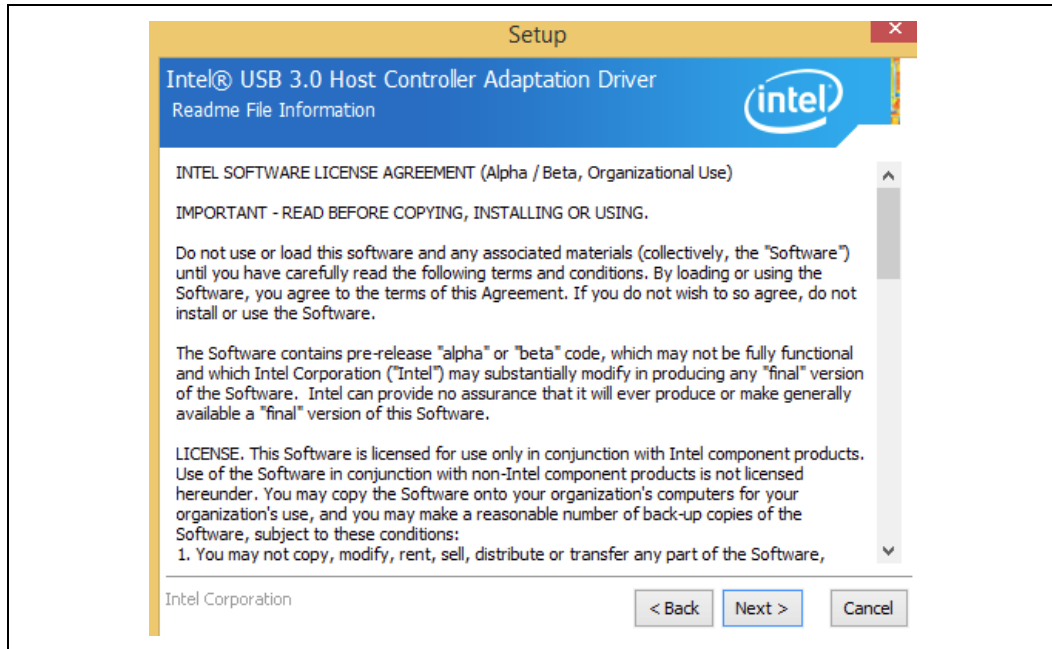 Setup
Intel® USB 3.0 Host Controller Adaptation Driver
Readme File Information
intel
INTEL SOFTWARE LICENSE AGREEMENT (Alpha / Beta, Organizational Use)
IMPORTANT - READ BEFORE COPYING, INSTALLING OR USING.
Do not use or load this software and any associated materials (collectively, the "Software")
until you have carefully read the following terms and conditions. By loading or using the
Software, you agree to the terms of this Agreement. If you do not wish to so agree, do not
install or use the Software.
The Software contains pre-release "alpha" or "beta" code, which may not be fully functional
and which Intel Corporation ("Intel") may substantially modify in producing any "final" version
of the Software.  Intel can provide no assurance that it will ever produce or make generally
available a "final" version of this Software.
LICENSE. This Software is licensed for use only in conjunction with Intel component products.
Use of the Software in conjunction with non-Intel component products is not licensed
hereunder. You may copy the Software onto your organization's computers for your
organization's use, and you may make a reasonable number of back-up copies of the
Software, subject to these conditions:
1. You may not copy, modify, rent, sell, distribute or transfer any part of the Software,
Intel Corporation
< Back
Next >
Cancel